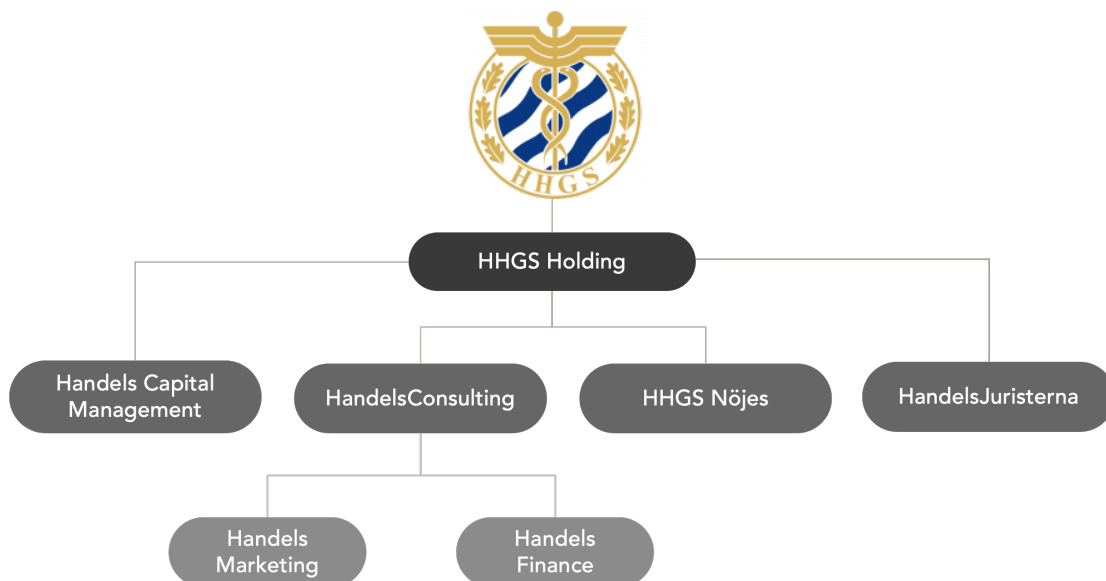 HHGS
HHGS Holding
Handels Capital
Management
HandelsConsulting
HHGS Nöjes
HandelsJuristerna
Handels
Marketing
Handels
Finance